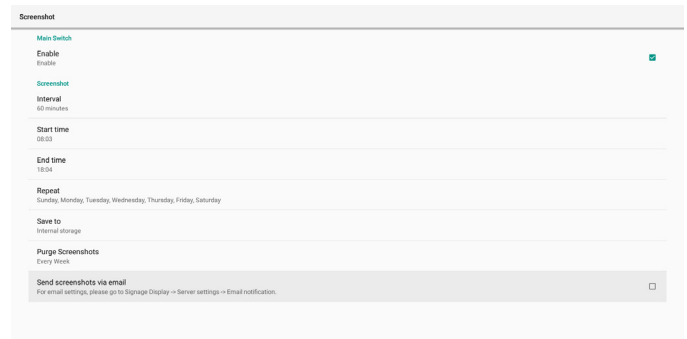 Screenshot
Main Switch
Enable
Enable
Screenshot
Interval
60 minutes
Start time
08:03
End time
18:04
Repeat
Sunday, Monday, Tuesday, Wednesday, Thursday, Friday, Saturday
Save to
Internal storage
Purge Screenshots
Every Week
Send screenshots via email
For email settings, please go to Signage Display -> Server settings -> Email notification.